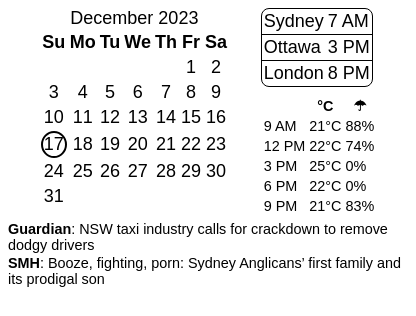 December 2023
Su Mo Tu We Th Fr Sa
1 2
3 4 5 6 7 8 9
10 11 12 13 14 15 16
17 18 19 20 21 22 23
24 25 26 27 28 29 30
31
Sydney 7 AM
Ottawa 3 PM
London 8 PM
°C ☂
9 AM 21°C 88%
12 PM 22°C 74%
3 PM 25°C 0%
6 PM 22°C 0%
9 PM 21°C 83%
Guardian: NSW taxi industry calls for crackdown to remove
dodgy drivers
SMH: Booze, fighting, porn: Sydney Anglicans’ first family and
its prodigal son